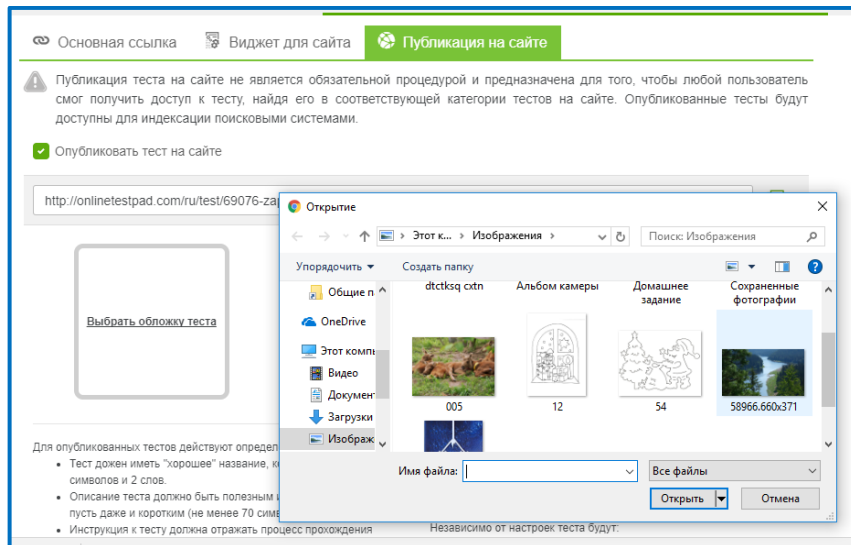 Основная ссылка Виджет для сайта Публикация на сайте
Публикация теста на сайте не является обязательной процедурой и предназначена для того, чтобы любой пользователь
смог получить доступ к тесту, найдя его в соответствующей категории тестов на сайте. Опубликованные тесты будут
доступны для индексации поисковыми системами.
Опубликовать тест на сайте
http://onlinetestpad.com/ru/test/69076-zap
Выбрать обложку теста
Открытие
Этот к... › Изображения ›
Поиск: Изображения
Упорядочить Создать папку
Общие п
OneDrive
Этот компь
Видео
Документ
Загрузки
Изображ
dtctksq cxtn Альбом камеры Домашнее задание Сохраненные фотографии
005 12 54 58966.660x371
Имя файла: Все файлы
Открыть Отмена
Для опубликованных тестов действуют определ
• Тест дожен иметь "хорошее" название, к
символов и 2 слов.
• Описание теста должно быть полезным и
пусть даже и коротким (не менее 70 симв
• Инструкция к тесту должна отражать процесс прохождения
Независимо от настроек теста будут: